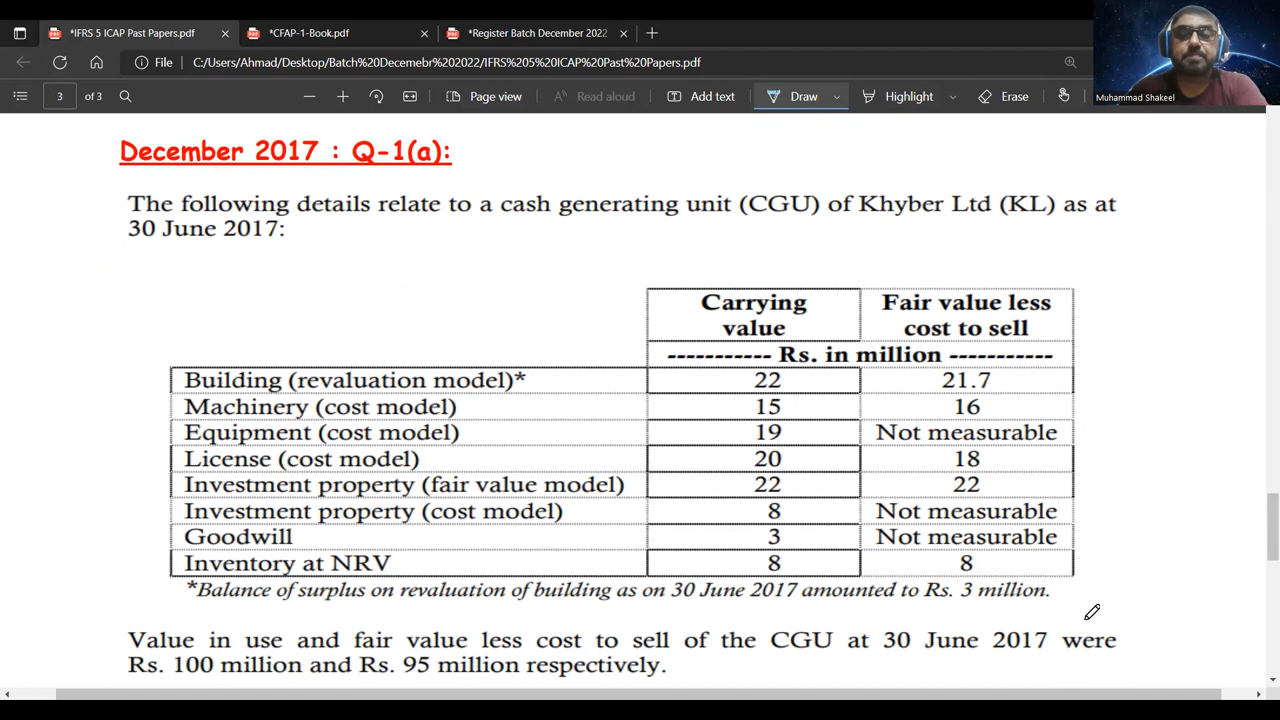 *IFRS 5 ICAP Past Papers.pdf
*CFAP-1-Book.pdf
*Register Batch December 2022
File C:/Users/Ahmad/Desktop/Batch%20Decemebr%202022/IFRS%205%20ICAP%20Past%20Papers.pdf
3 of 3 Page view Read aloud Add text Draw Highlight Erase
Muhammad Shakeel
December 2017 : Q-1(a):
The following details relate to a cash generating unit (CGU) of Khyber Ltd (KL) as at
30 June 2017:
Carrying value Fair value less cost to sell
----------- Rs. in million -----------
Building (revaluation model)* 22 21.7
Machinery (cost model) 15 16
Equipment (cost model) 19 Not measurable
License (cost model) 20 18
Investment property (fair value model) 22 22
Investment property (cost model) 8 Not measurable
Goodwill 3 Not measurable
Inventory at NRV 8 8
*Balance of surplus on revaluation of building as on 30 June 2017 amounted to Rs. 3 million.
Value in use and fair value less cost to sell of the CGU at 30 June 2017 were
Rs. 100 million and Rs. 95 million respectively.